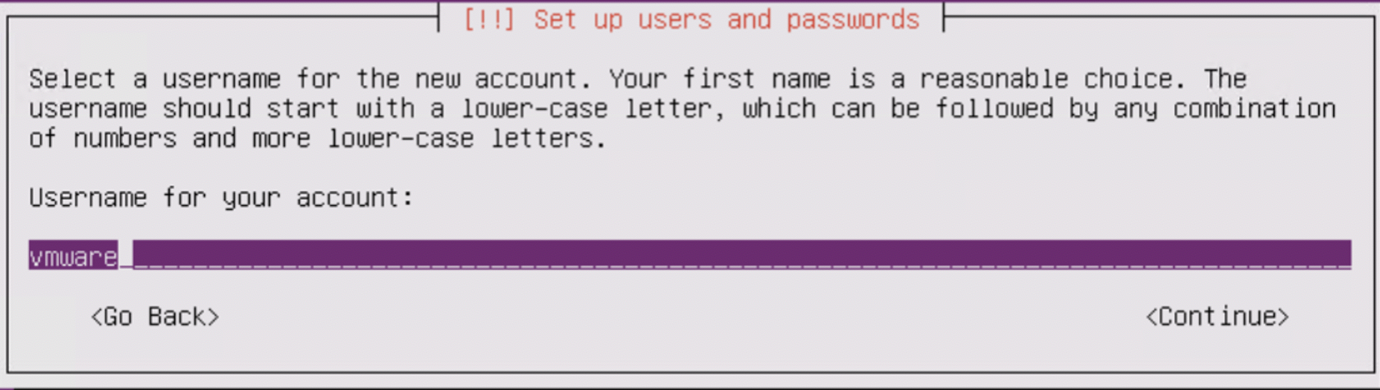 [!!] Set up users and passwords
Select a username for the new account. Your first name is a reasonable choice. The
username should start with a lower-case letter, which can be followed by any combination
of numbers and more lower-case letters.
Username for your account:
vmware
<Go Back> <Continue>